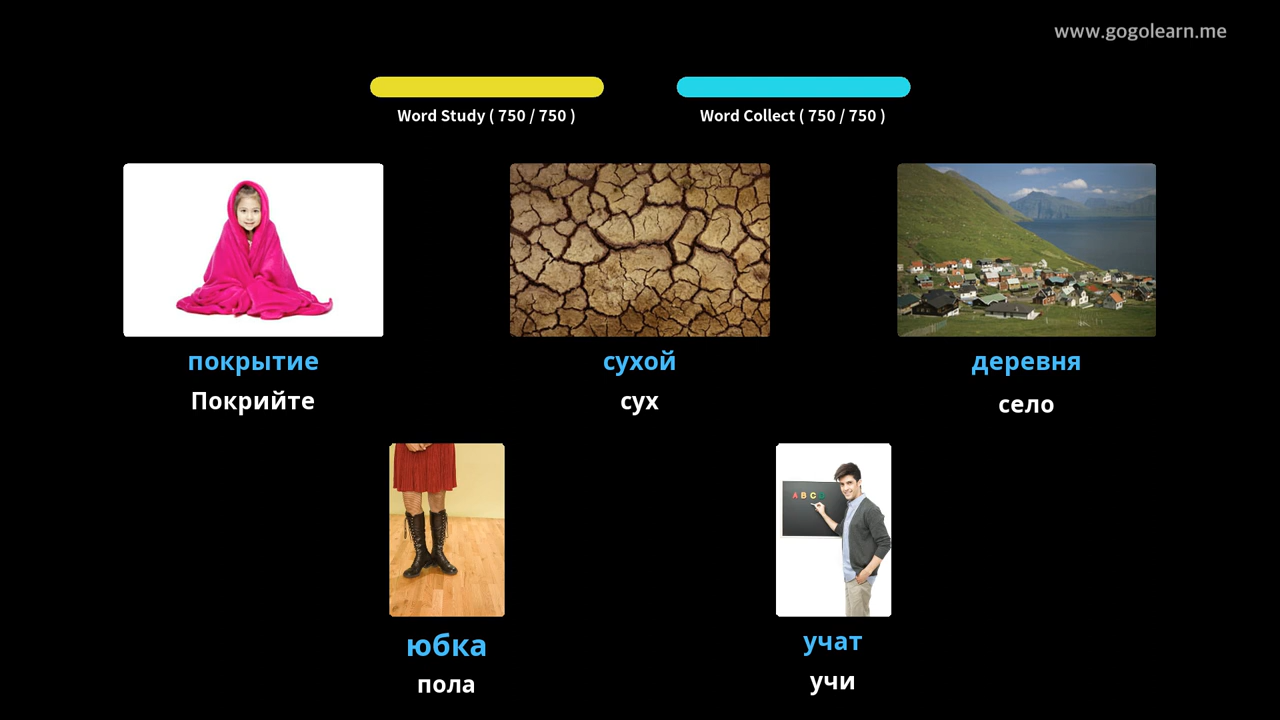 www.gogolearn.me
Word Study ( 750 / 750 )
Word Collect ( 750 / 750 )
покрытие
Покрийте
сухой
сух
деревня
село
A B C D
юбка
пола
учат
учи